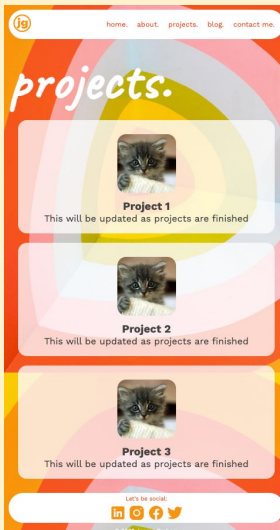 jg
home. about. projects. blog. contact me.
projects.
Project 1
This will be updated as projects are finished
Project 2
This will be updated as projects are finished
Project 3
This will be updated as projects are finished
Let's be social:
in